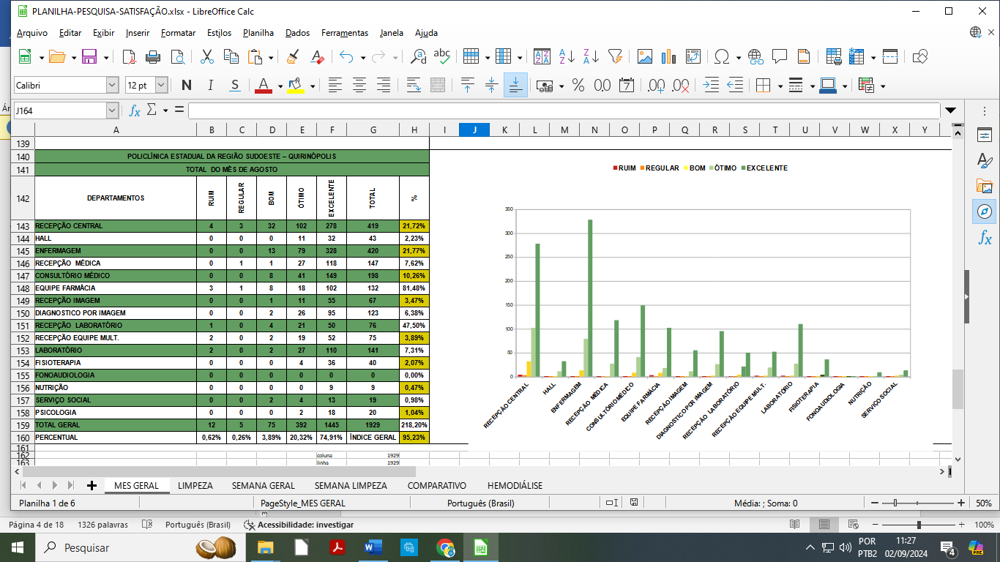 PLANILHA-PESQUISA-SATISFAÇÃO.xlsx - LibreOffice Calc
Arquivo Editar Exibir Inserir Formatar Estilos Planilha Dados Ferramentas Janela Ajuda
Calibri 12 pt N I S A
J164
A B C D E F G H I J K L M N O P Q R S T U V W X Y
139
140 POLICLÍNICA ESTADUAL DA REGIÃO SUDOESTE – QUIRINÓPOLIS
141 TOTAL DO MÊS DE AGOSTO
142 DEPARTAMENTOS RUIM REGULAR BOM ÓTIMO EXCELENTE TOTAL %
143 RECEPÇÃO CENTRAL 4 3 32 102 278 419 21,72%
144 HALL 0 0 0 11 32 43 2,23%
145 ENFERMAGEM 0 0 13 79 328 420 21,77%
146 RECEPÇÃO MÉDICA 0 1 1 27 118 147 7,62%
147 CONSULTÓRIO MÉDICO 0 0 8 41 149 198 10,26%
148 EQUIPE FARMÁCIA 3 1 8 18 102 132 81,48%
149 RECEPÇÃO IMAGEM 0 0 1 11 55 67 3,47%
150 DIAGNOSTICO POR IMAGEM 0 0 2 26 95 123 6,38%
151 RECEPÇÃO LABORATÓRIO 1 0 4 21 50 76 47,50%
152 RECEPÇÃO EQUIPE MULT. 2 0 2 19 52 75 3,89%
153 LABORATÓRIO 2 0 2 27 110 141 7,31%
154 FISIOTERAPIA 0 0 0 4 36 40 2,07%
155 FONOAUDIOLOGIA 0 0 0 0 0 0 0,00%
156 NUTRIÇÃO 0 0 0 0 9 9 0,47%
157 SERVIÇO SOCIAL 0 0 2 4 13 19 0,98%
158 PSICOLOGIA 0 0 0 2 18 20 1,04%
159 TOTAL GERAL 12 5 75 392 1445 1929 218,20%
160 PERCENTUAL 0,62% 0,26% 3,89% 20,32% 74,91% ÍNDICE GERAL 95,23%
161
162 coluna 1929
163 linha 1929
RUIM REGULAR BOM ÓTIMO EXCELENTE
350
300
250
200
150
100
50
0
RECEPÇÃO CENTRAL
HALL
ENFERMAGEM
RECEPÇÃO MÉDICA
CONSULTÓRIO MÉDICO
EQUIPE FARMÁCIA
RECEPÇÃO IMAGEM
DIAGNOSTICO POR IMAGEM
RECEPÇÃO LABORATÓRIO
RECEPÇÃO EQUIPE MULT.
LABORATÓRIO
FISIOTERAPIA
FONOAUDIOLOGIA
NUTRIÇÃO
SERVIÇO SOCIAL
MES GERAL LIMPEZA SEMANA GERAL SEMANA LIMPEZA COMPARATIVO HEMODIÁLISE
Planilha 1 de 6 PageStyle_MES GERAL Português (Brasil) Média: ; Soma: 0 50%
Página 4 de 18 1326 palavras Português (Brasil) Acessibilidade: investigar 100%
Pesquisar POR 11:27
PTB2 02/09/2024 4